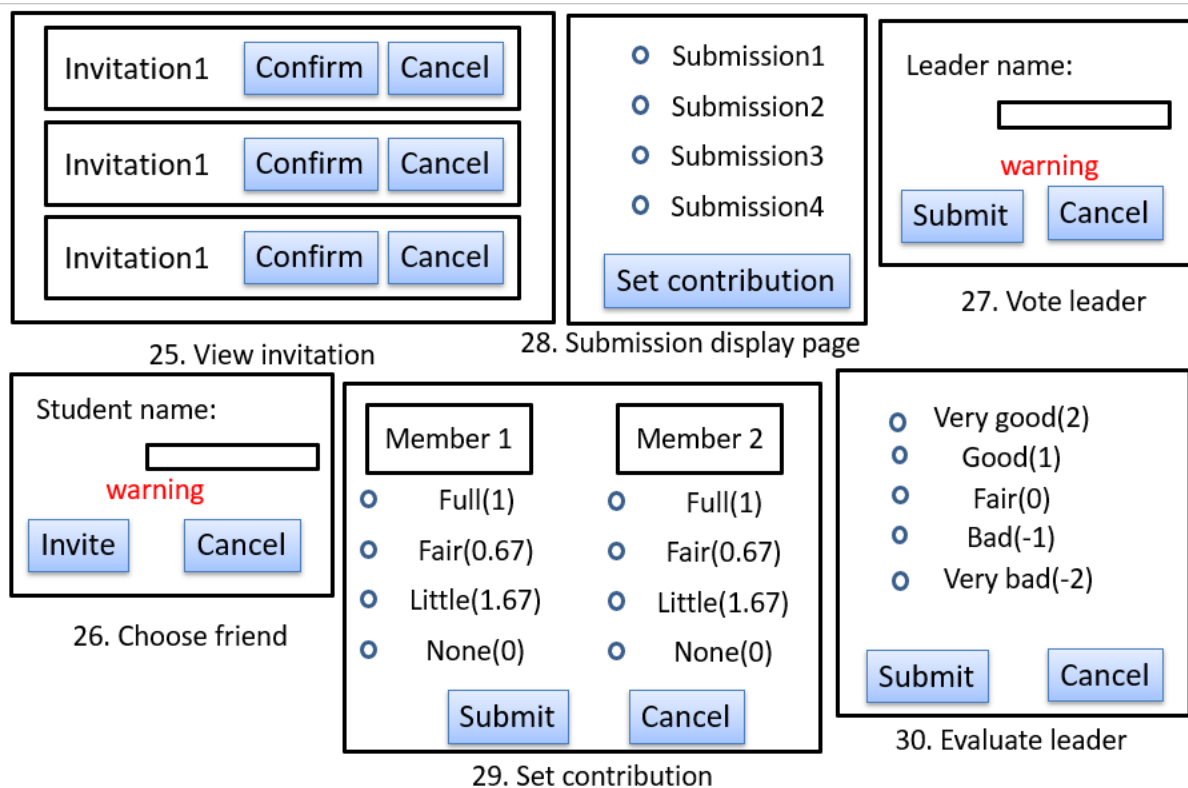 Invitation1 Confirm Cancel
Invitation1 Confirm Cancel
Invitation1 Confirm Cancel
25. View invitation
Submission1
Submission2
Submission3
Submission4
Set contribution
28. Submission display page
Leader name:
warning
Submit Cancel
27. Vote leader
Student name:
warning
Invite Cancel
26. Choose friend
Member 1 Member 2
Full(1) Full(1)
Fair(0.67) Fair(0.67)
Little(1.67) Little(1.67)
None(0) None(0)
Submit Cancel
29. Set contribution
Very good(2)
Good(1)
Fair(0)
Bad(-1)
Very bad(-2)
Submit Cancel
30. Evaluate leader